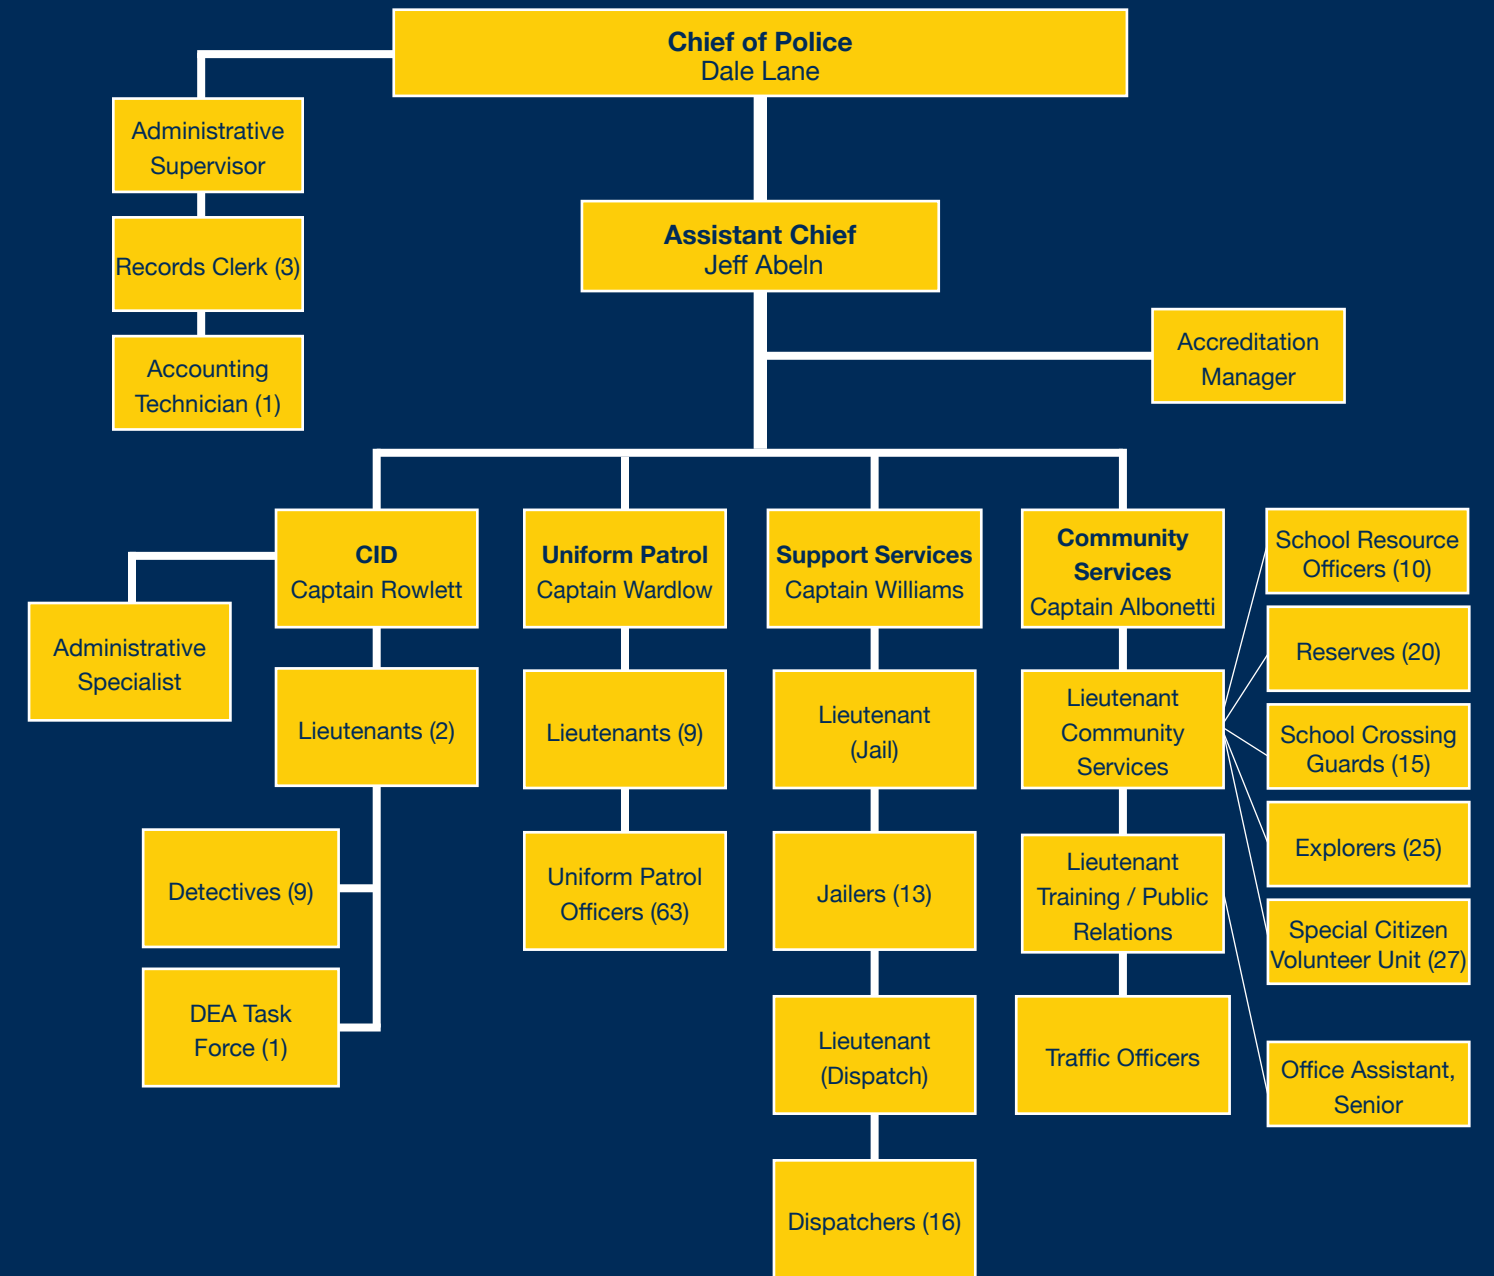 Chief of Police
Dale Lane
Administrative
Supervisor
Records Clerk (3)
Accounting
Technician (1)
Assistant Chief
Jeff Abeln
Accreditation
Manager
CID
Captain Rowlett
Administrative
Specialist
Lieutenants (2)
Detectives (9)
DEA Task
Force (1)
Uniform Patrol
Captain Wardlow
Lieutenants (9)
Uniform Patrol
Officers (63)
Support Services
Captain Williams
Lieutenant
(Jail)
Jailers (13)
Lieutenant
(Dispatch)
Dispatchers (16)
Community
Services
Captain Albonetti
Lieutenant
Community
Services
Lieutenant
Training / Public
Relations
Traffic Officers
School Resource
Officers (10)
Reserves (20)
School Crossing
Guards (15)
Explorers (25)
Special Citizen
Volunteer Unit (27)
Office Assistant,
Senior